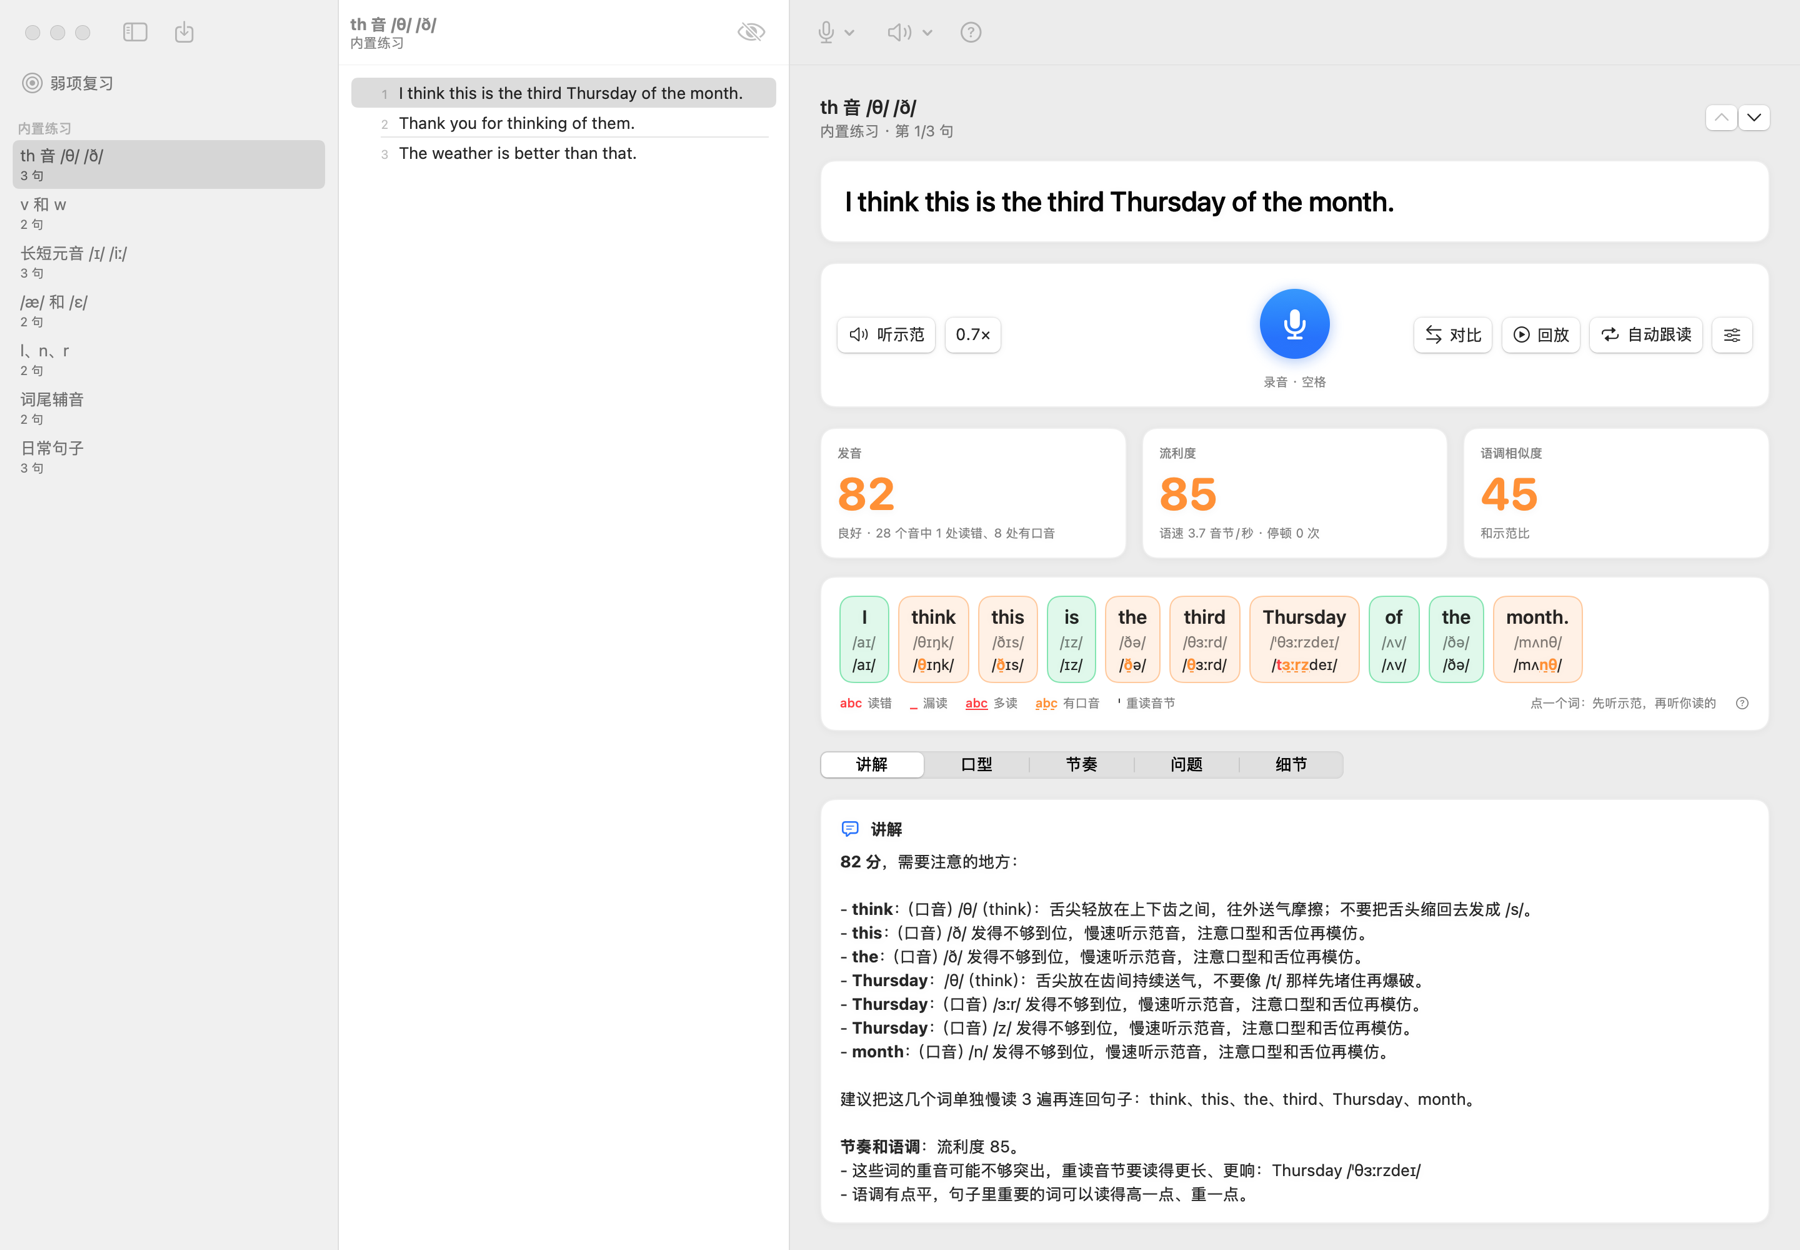 弱项复习
内置练习
th 音 /θ/ /ð/
3 句
v 和 w
2 句
长短元音 /ɪ/ /iː/
3 句
/æ/ 和 /ɛ/
2 句
l、n、r
2 句
词尾辅音
2 句
日常句子
3 句
th 音 /θ/ /ð/
内置练习
1 I think this is the third Thursday of the month.
2 Thank you for thinking of them.
3 The weather is better than that.
th 音 /θ/ /ð/
内置练习 · 第 1/3 句
I think this is the third Thursday of the month.
听示范 0.7× 录音 · 空格 对比 回放 自动跟读
发音
82
良好 · 28 个音中 1 处读错、8 处有口音
流利度
85
语速 3.7 音节/秒 · 停顿 0 次
语调相似度
45
和示范比
I think this is the third Thursday of the month.
/aɪ/ /θɪŋk/ /ðɪs/ /ɪz/ /ðə/ /θɜːrd/ /ˈθɜːrzdeɪ/ /ʌv/ /ðə/ /mʌnθ/
/aɪ/ /θɪŋk/ /ðɪs/ /ɪz/ /ðə/ /θɜːrd/ /tɜːrzdeɪ/ /ʌv/ /ðə/ /mʌnθ/
abc 读错 _ 漏读 abc 多读 abc 有口音 ˈ 重读音节 点一个词：先听示范，再听你读的
讲解 口型 节奏 问题 细节
讲解
82 分，需要注意的地方：
- think：（口音）/θ/ (think)：舌尖轻放在上下齿之间，往外送气摩擦；不要把舌头缩回去发成 /s/。
- this：（口音）/ð/ 发得不够到位，慢速听示范音，注意口型和舌位再模仿。
- the：（口音）/ð/ 发得不够到位，慢速听示范音，注意口型和舌位再模仿。
- Thursday：/θ/ (think)：舌尖放在齿间持续送气，不要像 /t/ 那样先堵住再爆破。
- Thursday：（口音）/ɜːr/ 发得不够到位，慢速听示范音，注意口型和舌位再模仿。
- Thursday：（口音）/z/ 发得不够到位，慢速听示范音，注意口型和舌位再模仿。
- month：（口音）/n/ 发得不够到位，慢速听示范音，注意口型和舌位再模仿。
建议把这几个词单独慢读 3 遍再连回句子：think、this、the、third、Thursday、month。
节奏和语调：流利度 85。
- 这些词的重音可能不够突出，重读音节要读得更长、更响：Thursday /ˈθɜːrzdeɪ/
- 语调有点平，句子里重要的词可以读得高一点、重一点。